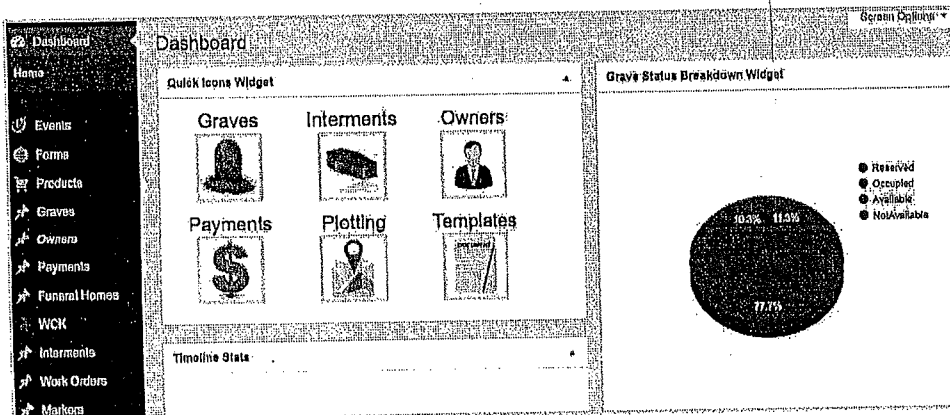 Screen Options
Dashboard
Home
Events
Forms
Products
Graves
Owners
Payments
Funeral Homes
WCK
Interments
Work Orders
Markers
Dashboard
Quick Icons Widget
Graves
Interments
Owners
Payments
Plotting
Templates
Timeline Stats
Grave Status Breakdown Widget
Reserved
Occupied
Available
NotAvailable
10.3% 11.3%
77.7%